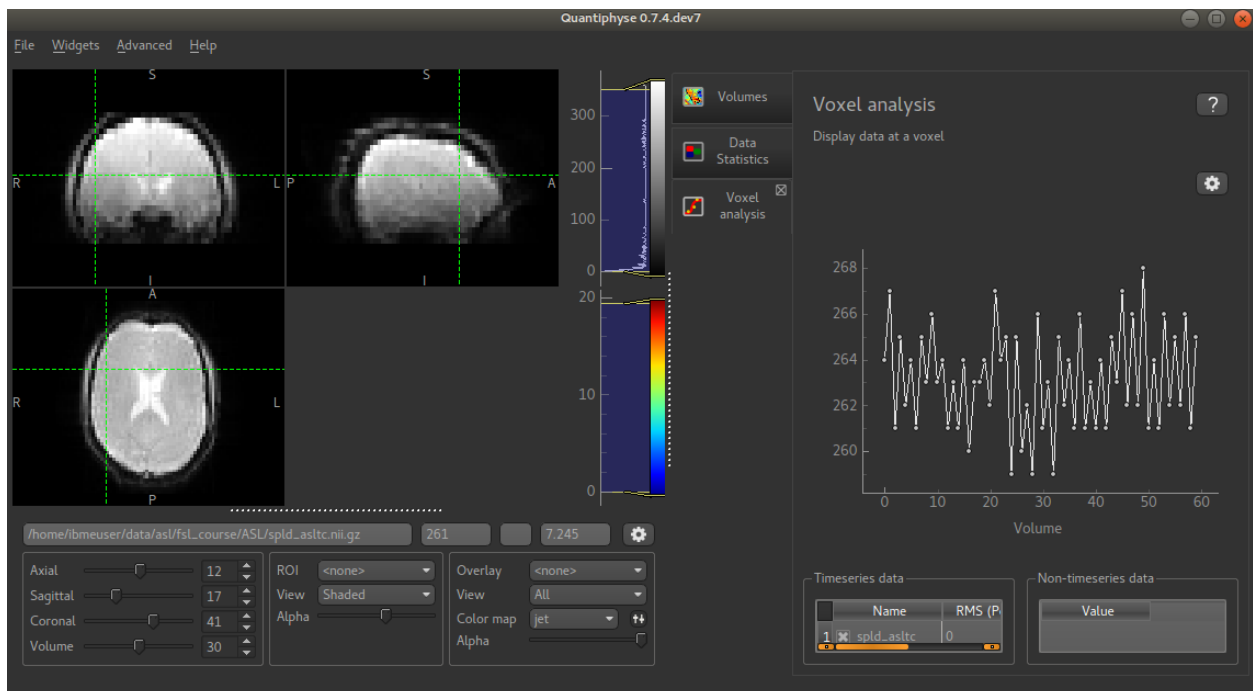 Quantiphyse 0.7.4.dev7
File Widgets Advanced Help
S
R
L
I
S
P
A
I
A
R
L
P
300
200
100
0
20
10
0
Volumes
Data
Statistics
Voxel
analysis
Voxel analysis
?
Display data at a voxel
268
266
264
262
260
0 10 20 30 40 50 60
Volume
/home/ibmeuser/data/asl/fsl_course/ASL/spld_asltc.nii.gz 261 7.245
Axial 12
Sagittal 17
Coronal 41
Volume 30
ROI <none>
View Shaded
Alpha
Overlay <none>
View All
Color map jet
Alpha
Timeseries data
Name RMS (P
1 spld_asltc 0
Non-timeseries data
Value